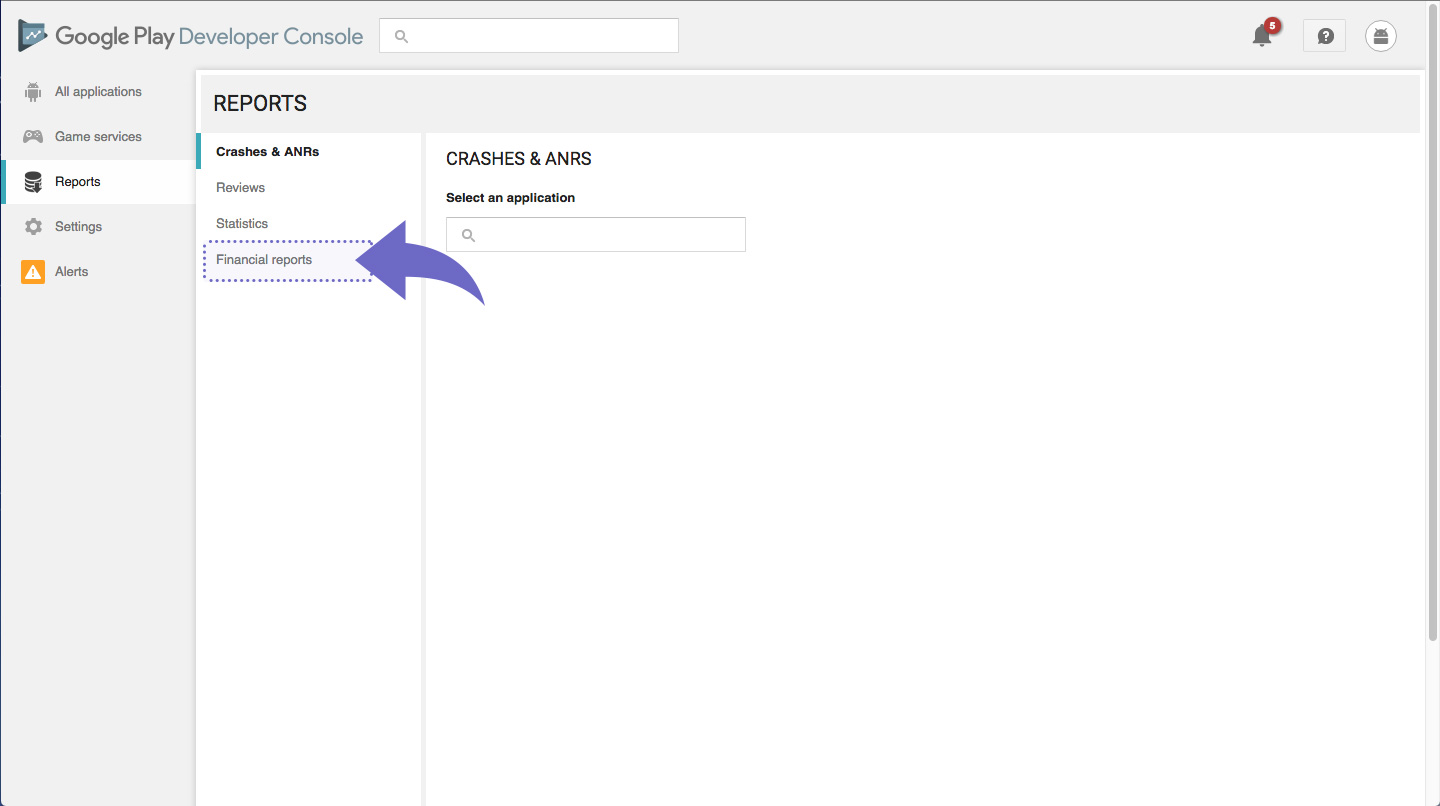 Google Play Developer Console
5
?
All applications
Game services
Reports
Settings
Alerts
REPORTS
Crashes & ANRs
Reviews
Statistics
Financial reports
CRASHES & ANRS
Select an application